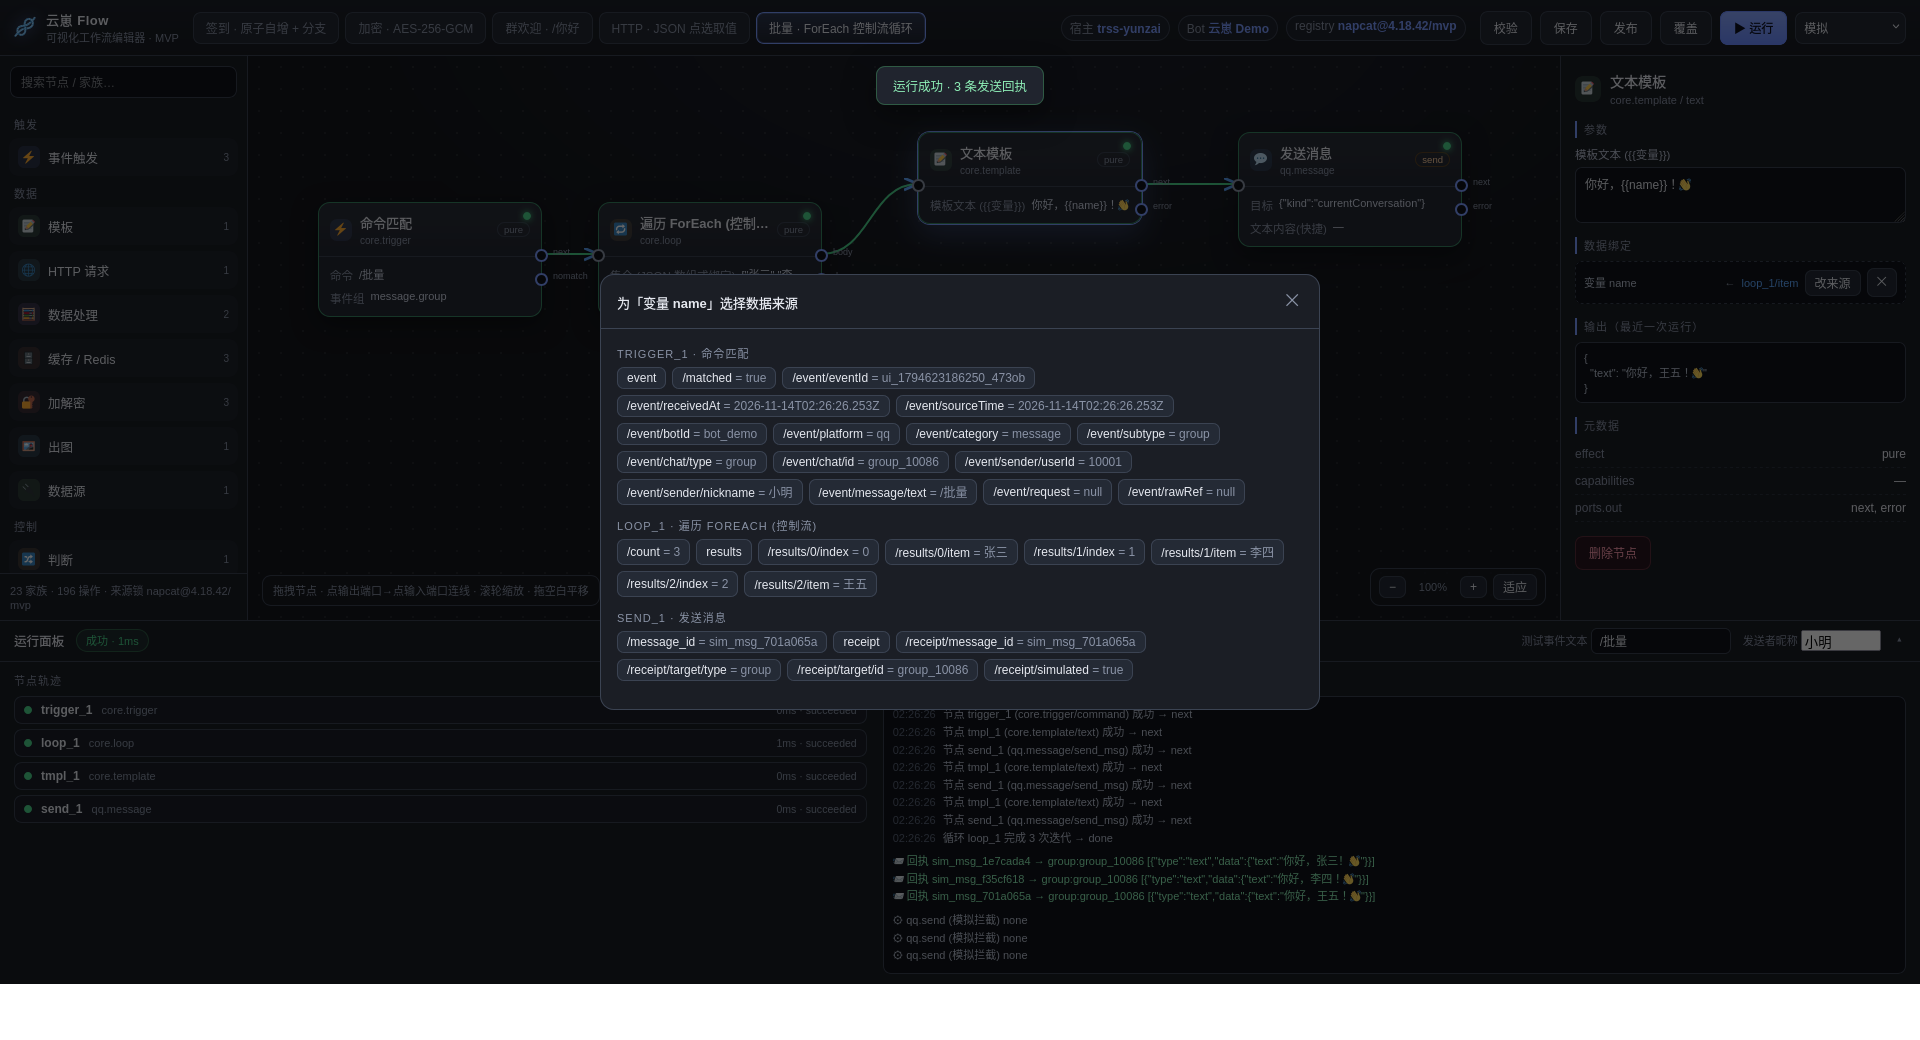 云崽 Flow
可视化工作流编辑器 · MVP
签到 · 原子自增 + 分支
加密 · AES-256-GCM
群欢迎 · /你好
HTTP · JSON 点选取值
批量 · ForEach 控制流循环
宿主 trss-yunzai
Bot 云崽 Demo
registry napcat@4.18.42/mvp
校验
保存
发布
覆盖
▶ 运行
模拟
搜索节点 / 家族…
触发
事件触发 3
数据
模板 1
HTTP 请求 1
数据处理 2
缓存 / Redis 3
加解密 3
出图 1
数据源 1
控制
判断 1
23 家族 · 196 操作 · 来源锁 napcat@4.18.42/
mvp
运行成功 · 3 条发送回执
命令匹配
core.trigger
pure
命令 /批量
事件组 message.group
next
nomatch
遍历 ForEach (控制…
core.loop
pure
body
文本模板
core.template
pure
模板文本 ({{变量}}) 你好，{{name}}！👋
next
error
发送消息
qq.message
send
目标 {"kind":"currentConversation"}
文本内容(快捷) —
next
error
拖拽节点 · 点输出端口→点输入端口连线 · 滚轮缩放 · 拖空白平移
− 100% + 适应
为「变量 name」选择数据来源
TRIGGER_1 · 命令匹配
event /matched = true /event/eventId = ui_1794623186250_473ob
/event/receivedAt = 2026-11-14T02:26:26.253Z /event/sourceTime = 2026-11-14T02:26:26.253Z
/event/botId = bot_demo /event/platform = qq /event/category = message /event/subtype = group
/event/chat/type = group /event/chat/id = group_10086 /event/sender/userId = 10001
/event/sender/nickname = 小明 /event/message/text = /批量 /event/request = null /event/rawRef = null
LOOP_1 · 遍历 FOREACH (控制流)
/count = 3 results /results/0/index = 0 /results/0/item = 张三 /results/1/index = 1 /results/1/item = 李四
/results/2/index = 2 /results/2/item = 王五
SEND_1 · 发送消息
/message_id = sim_msg_701a065a receipt /receipt/message_id = sim_msg_701a065a
/receipt/target/type = group /receipt/target/id = group_10086 /receipt/simulated = true
文本模板
core.template / text
参数
模板文本 ({{变量}})
你好，{{name}}！👋
数据绑定
变量 name ← loop_1/item 改来源
输出（最近一次运行）
{
"text": "你好，王五！👋"
}
元数据
effect pure
capabilities —
ports.out next, error
删除节点
运行面板 成功 · 1ms
测试事件文本 /批量 发送者昵称 小明
节点轨迹
trigger_1 core.trigger 0ms · succeeded
loop_1 core.loop 1ms · succeeded
tmpl_1 core.template 0ms · succeeded
send_1 qq.message 0ms · succeeded
02:26:26 节点 trigger_1 (core.trigger/command) 成功 → next
02:26:26 节点 tmpl_1 (core.template/text) 成功 → next
02:26:26 节点 send_1 (qq.message/send_msg) 成功 → next
02:26:26 节点 tmpl_1 (core.template/text) 成功 → next
02:26:26 节点 send_1 (qq.message/send_msg) 成功 → next
02:26:26 节点 tmpl_1 (core.template/text) 成功 → next
02:26:26 节点 send_1 (qq.message/send_msg) 成功 → next
02:26:26 循环 loop_1 完成 3 次迭代 → done
📨 回执 sim_msg_1e7cada4 → group:group_10086 [{"type":"text","data":{"text":"你好，张三！👋"}}]
📨 回执 sim_msg_f35cf618 → group:group_10086 [{"type":"text","data":{"text":"你好，李四！👋"}}]
📨 回执 sim_msg_701a065a → group:group_10086 [{"type":"text","data":{"text":"你好，王五！👋"}}]
⊙ qq.send (模拟拦截) none
⊙ qq.send (模拟拦截) none
⊙ qq.send (模拟拦截) none